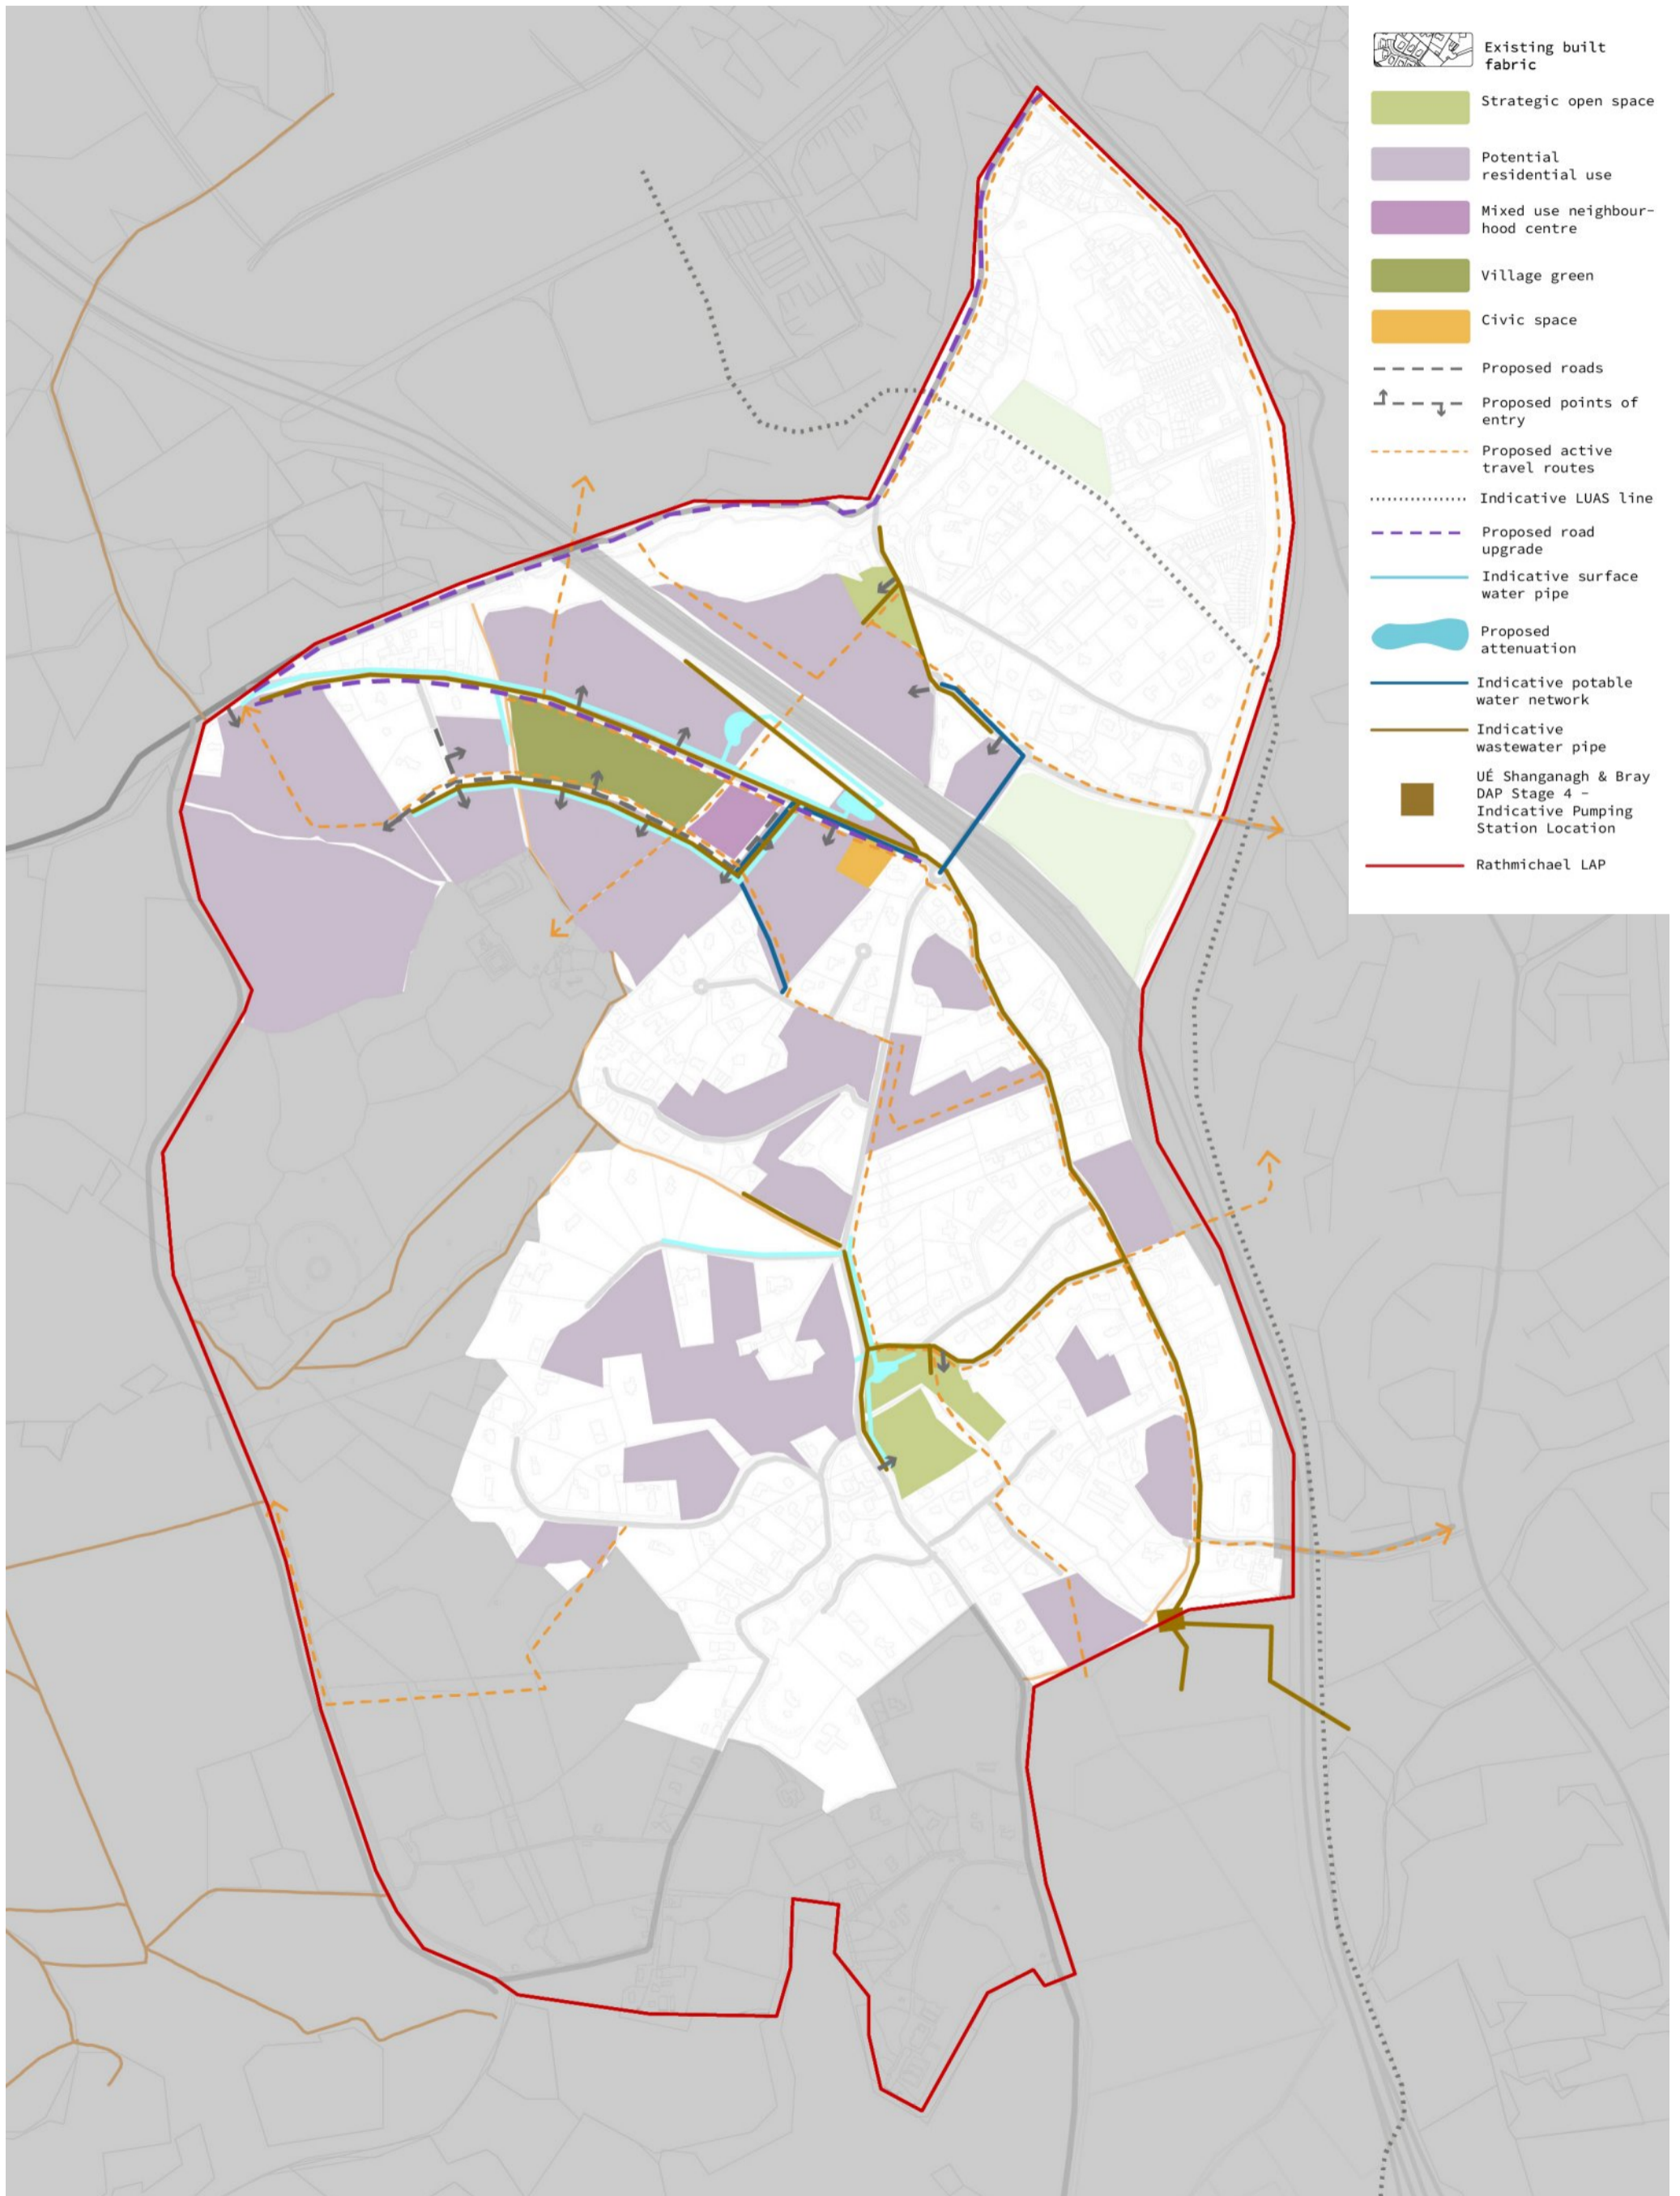 Existing built
fabric
Strategic open space
Potential
residential use
Mixed use neighbour-
hood centre
Village green
Civic space
Proposed roads
Proposed points of
entry
Proposed active
travel routes
Indicative LUAS line
Proposed road
upgrade
Indicative surface
water pipe
Proposed
attenuation
Indicative potable
water network
Indicative
wastewater pipe
UÉ Shanganagh & Bray
DAP Stage 4 –
Indicative Pumping
Station Location
Rathmichael LAP